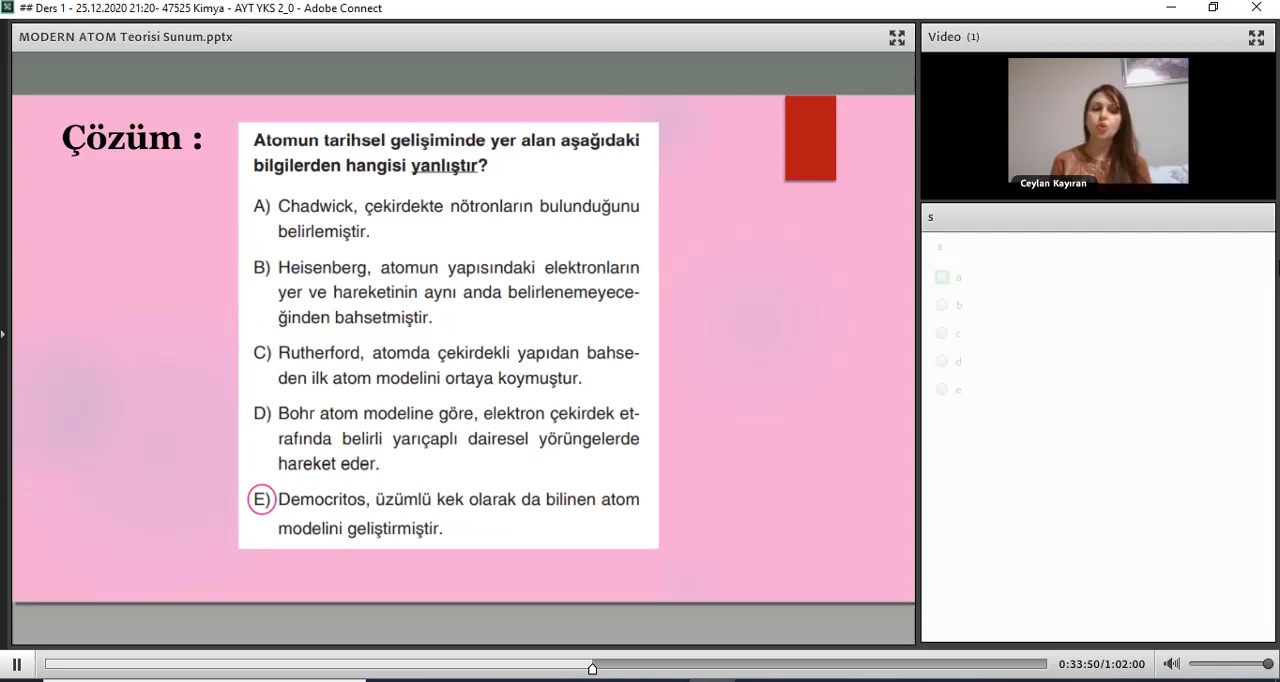 ## Ders 1 - 25.12.2020 21:20- 47525 Kimya - AYT YKS 2_0 - Adobe Connect
MODERN ATOM Teorisi Sunum.pptx
Çözüm :
Atomun tarihsel gelişiminde yer alan aşağıdaki
bilgilerden hangisi yanlıştır?
A) Chadwick, çekirdekte nötronların bulunduğunu
belirlemiştir.
B) Heisenberg, atomun yapısındaki elektronların
yer ve hareketinin aynı anda belirlenemeyece-
ğinden bahsetmiştir.
C) Rutherford, atomda çekirdekli yapıdan bahse-
den ilk atom modelini ortaya koymuştur.
D) Bohr atom modeline göre, elektron çekirdek et-
rafında belirli yarıçaplı dairesel yörüngelerde
hareket eder.
E) Democritos, üzümlü kek olarak da bilinen atom
modelini geliştirmiştir.
Video (1)
Ceylan Kayıran
s
s
a
b
c
d
e
0:33:50/1:02:00